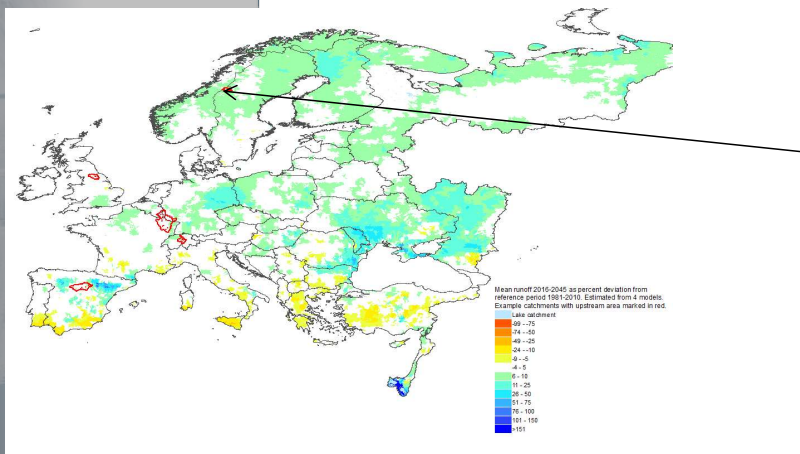 Mean runoff 2016-2045 as percent deviation from
reference period 1981-2010. Estimated from 4 models.
Example catchments with upstream area marked in red.
Lake catchment
-99 - -75
-74 - -50
-49 - -25
-24 - -10
-9 - -5
-4 - 5
6 - 10
11 - 25
26 - 50
51 - 75
76 - 100
101 - 150
>151